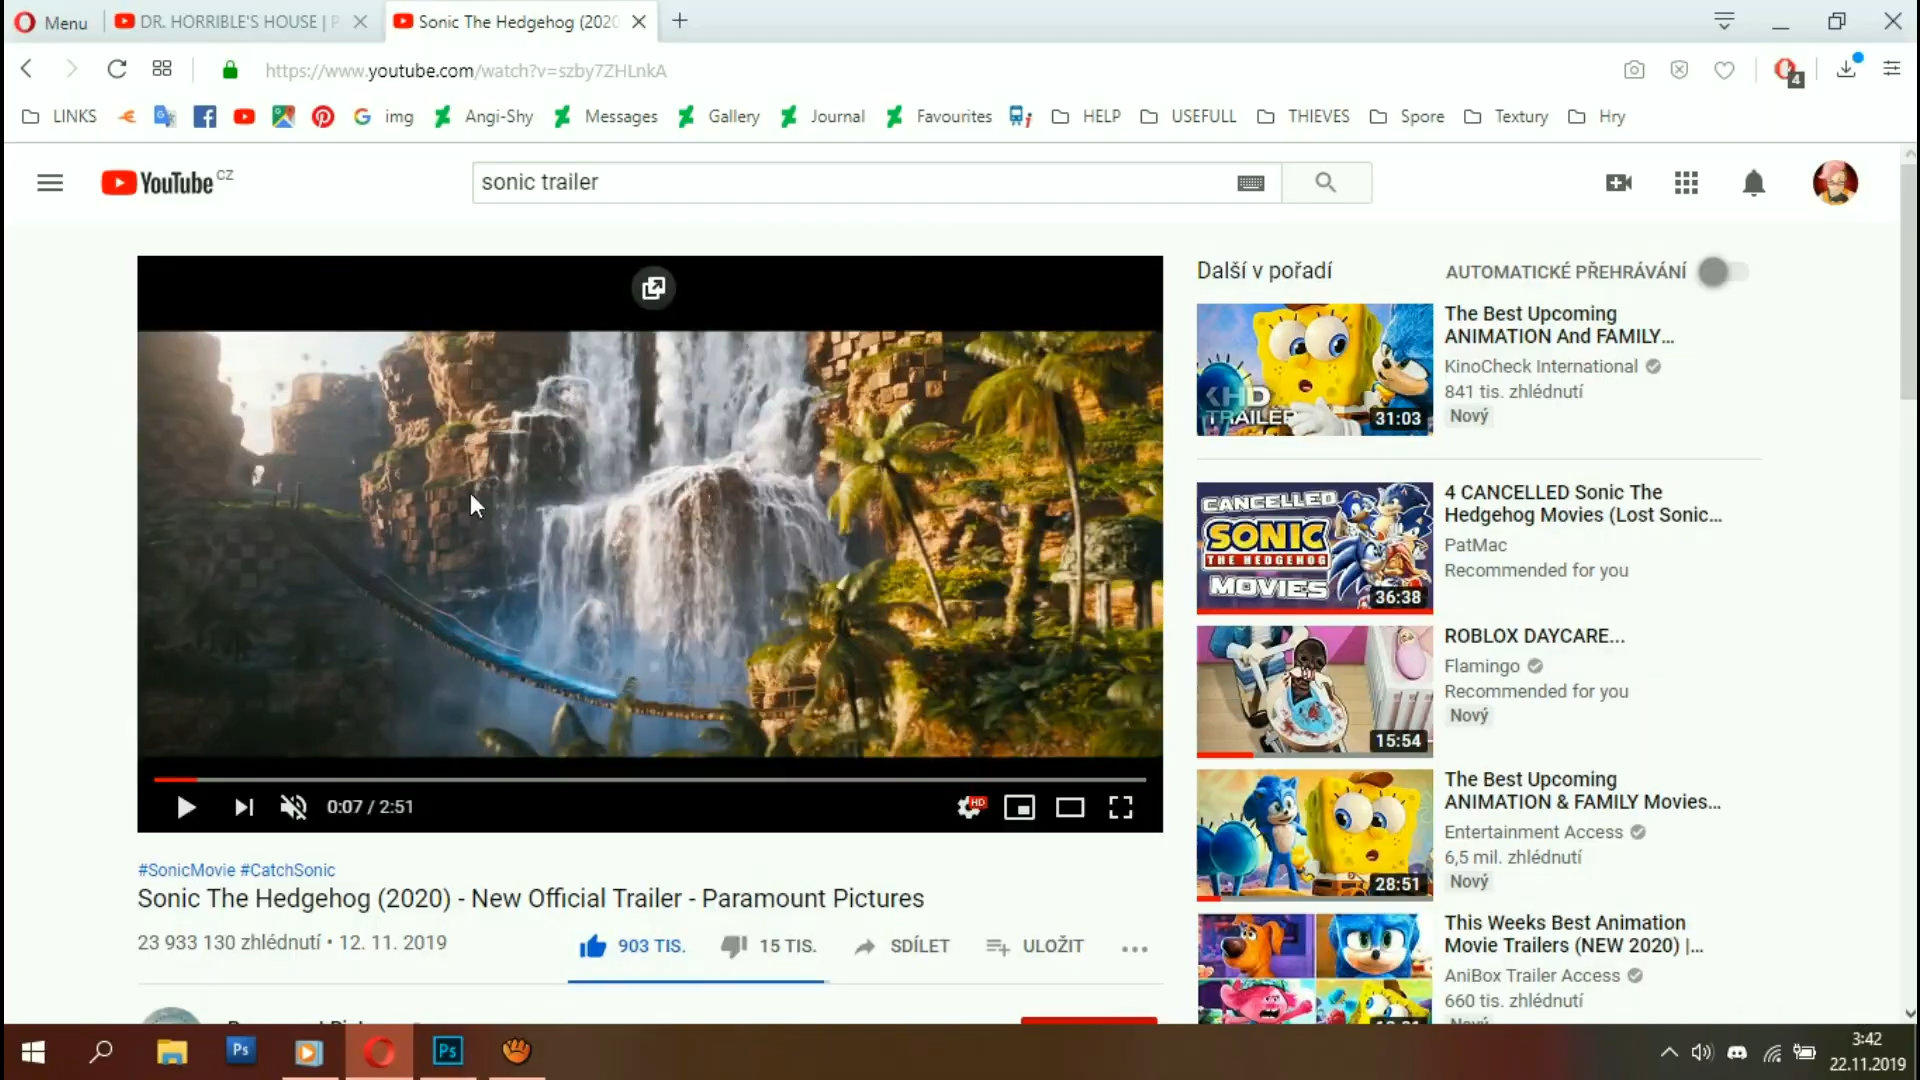 Menu
DR. HORRIBLE'S HOUSE | P
Sonic The Hedgehog (2020
https://www.youtube.com/watch?v=szby7ZHLnkA
4
LINKS
img
Angi-Shy
Messages
Gallery
Journal
Favourites
HELP
USEFULL
THIEVES
Spore
Textury
Hry
YouTube CZ
sonic trailer
0:07 / 2:51
HD
#SonicMovie #CatchSonic
Sonic The Hedgehog (2020) - New Official Trailer - Paramount Pictures
23 933 130 zhlédnutí • 12. 11. 2019
903 TIS.
15 TIS.
SDÍLET
ULOŽIT
Další v pořadí
AUTOMATICKÉ PŘEHRÁVÁNÍ
KHD
TRAILER
31:03
The Best Upcoming
ANIMATION And FAMILY...
KinoCheck International
841 tis. zhlédnutí
Nový
CANCELLED
SONIC
THE HEDGEHOG
MOVIES
36:38
4 CANCELLED Sonic The
Hedgehog Movies (Lost Sonic...
PatMac
Recommended for you
15:54
ROBLOX DAYCARE...
Flamingo
Recommended for you
Nový
28:51
The Best Upcoming
ANIMATION & FAMILY Movies...
Entertainment Access
6,5 mil. zhlédnutí
Nový
This Weeks Best Animation
Movie Trailers (NEW 2020) |...
AniBox Trailer Access
660 tis. zhlédnutí
Ps
Ps
3:42
22.11.2019